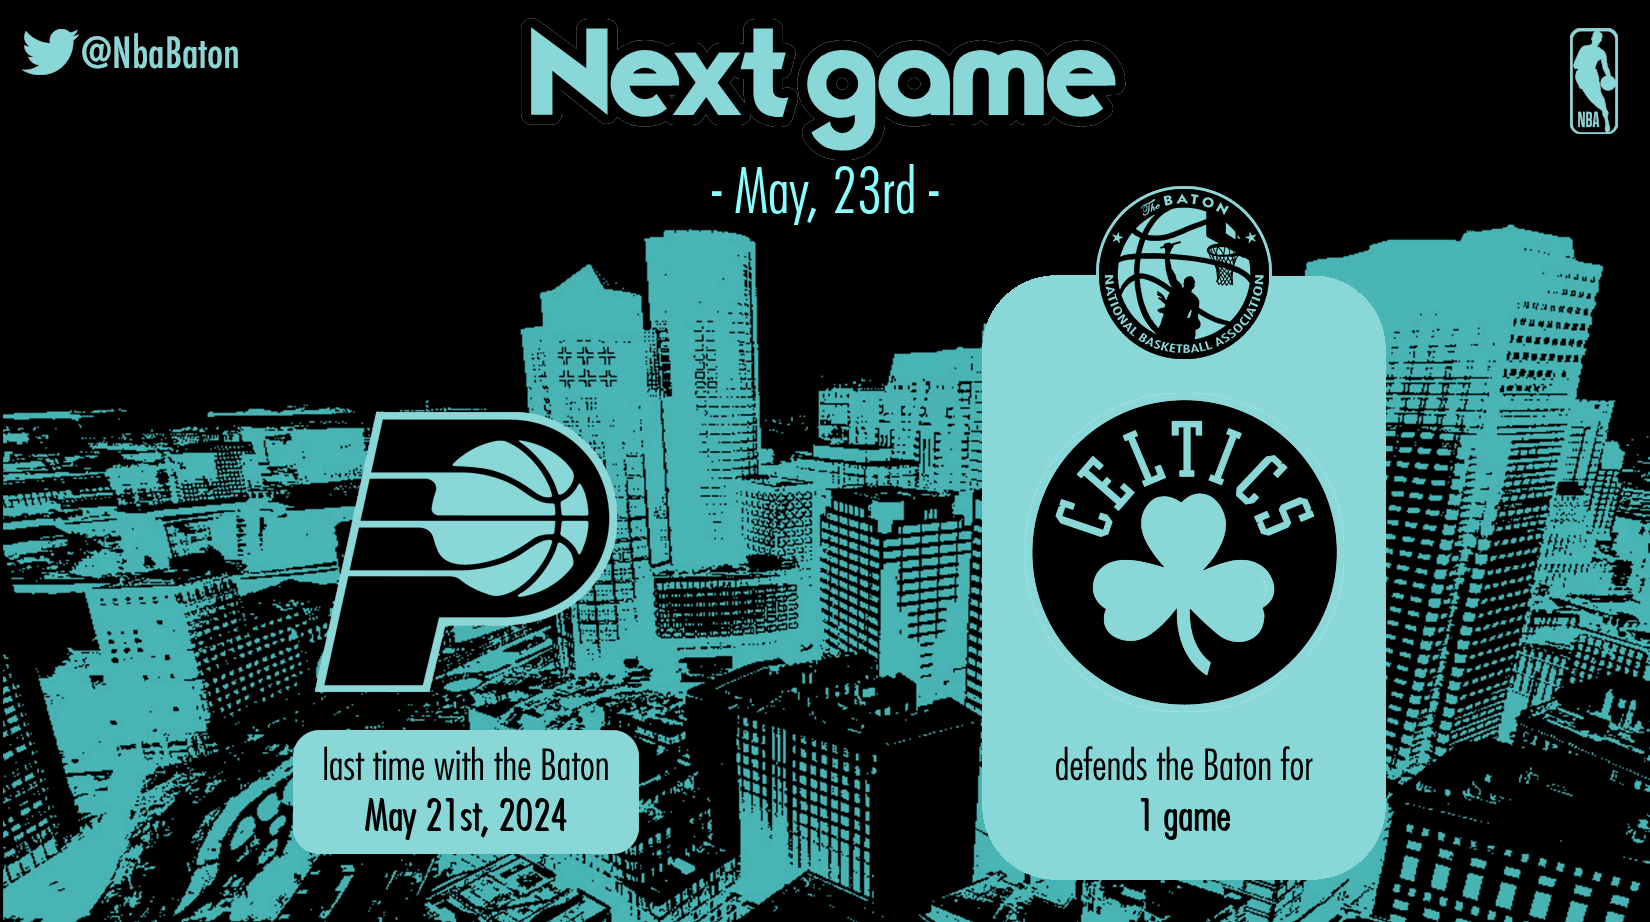 @NbaBaton
Next game
NBA
- May, 23rd -
The BATON
NATIONAL BASKETBALL ASSOCIATION
CELTICS
last time with the Baton
May 21st, 2024
defends the Baton for
1 game